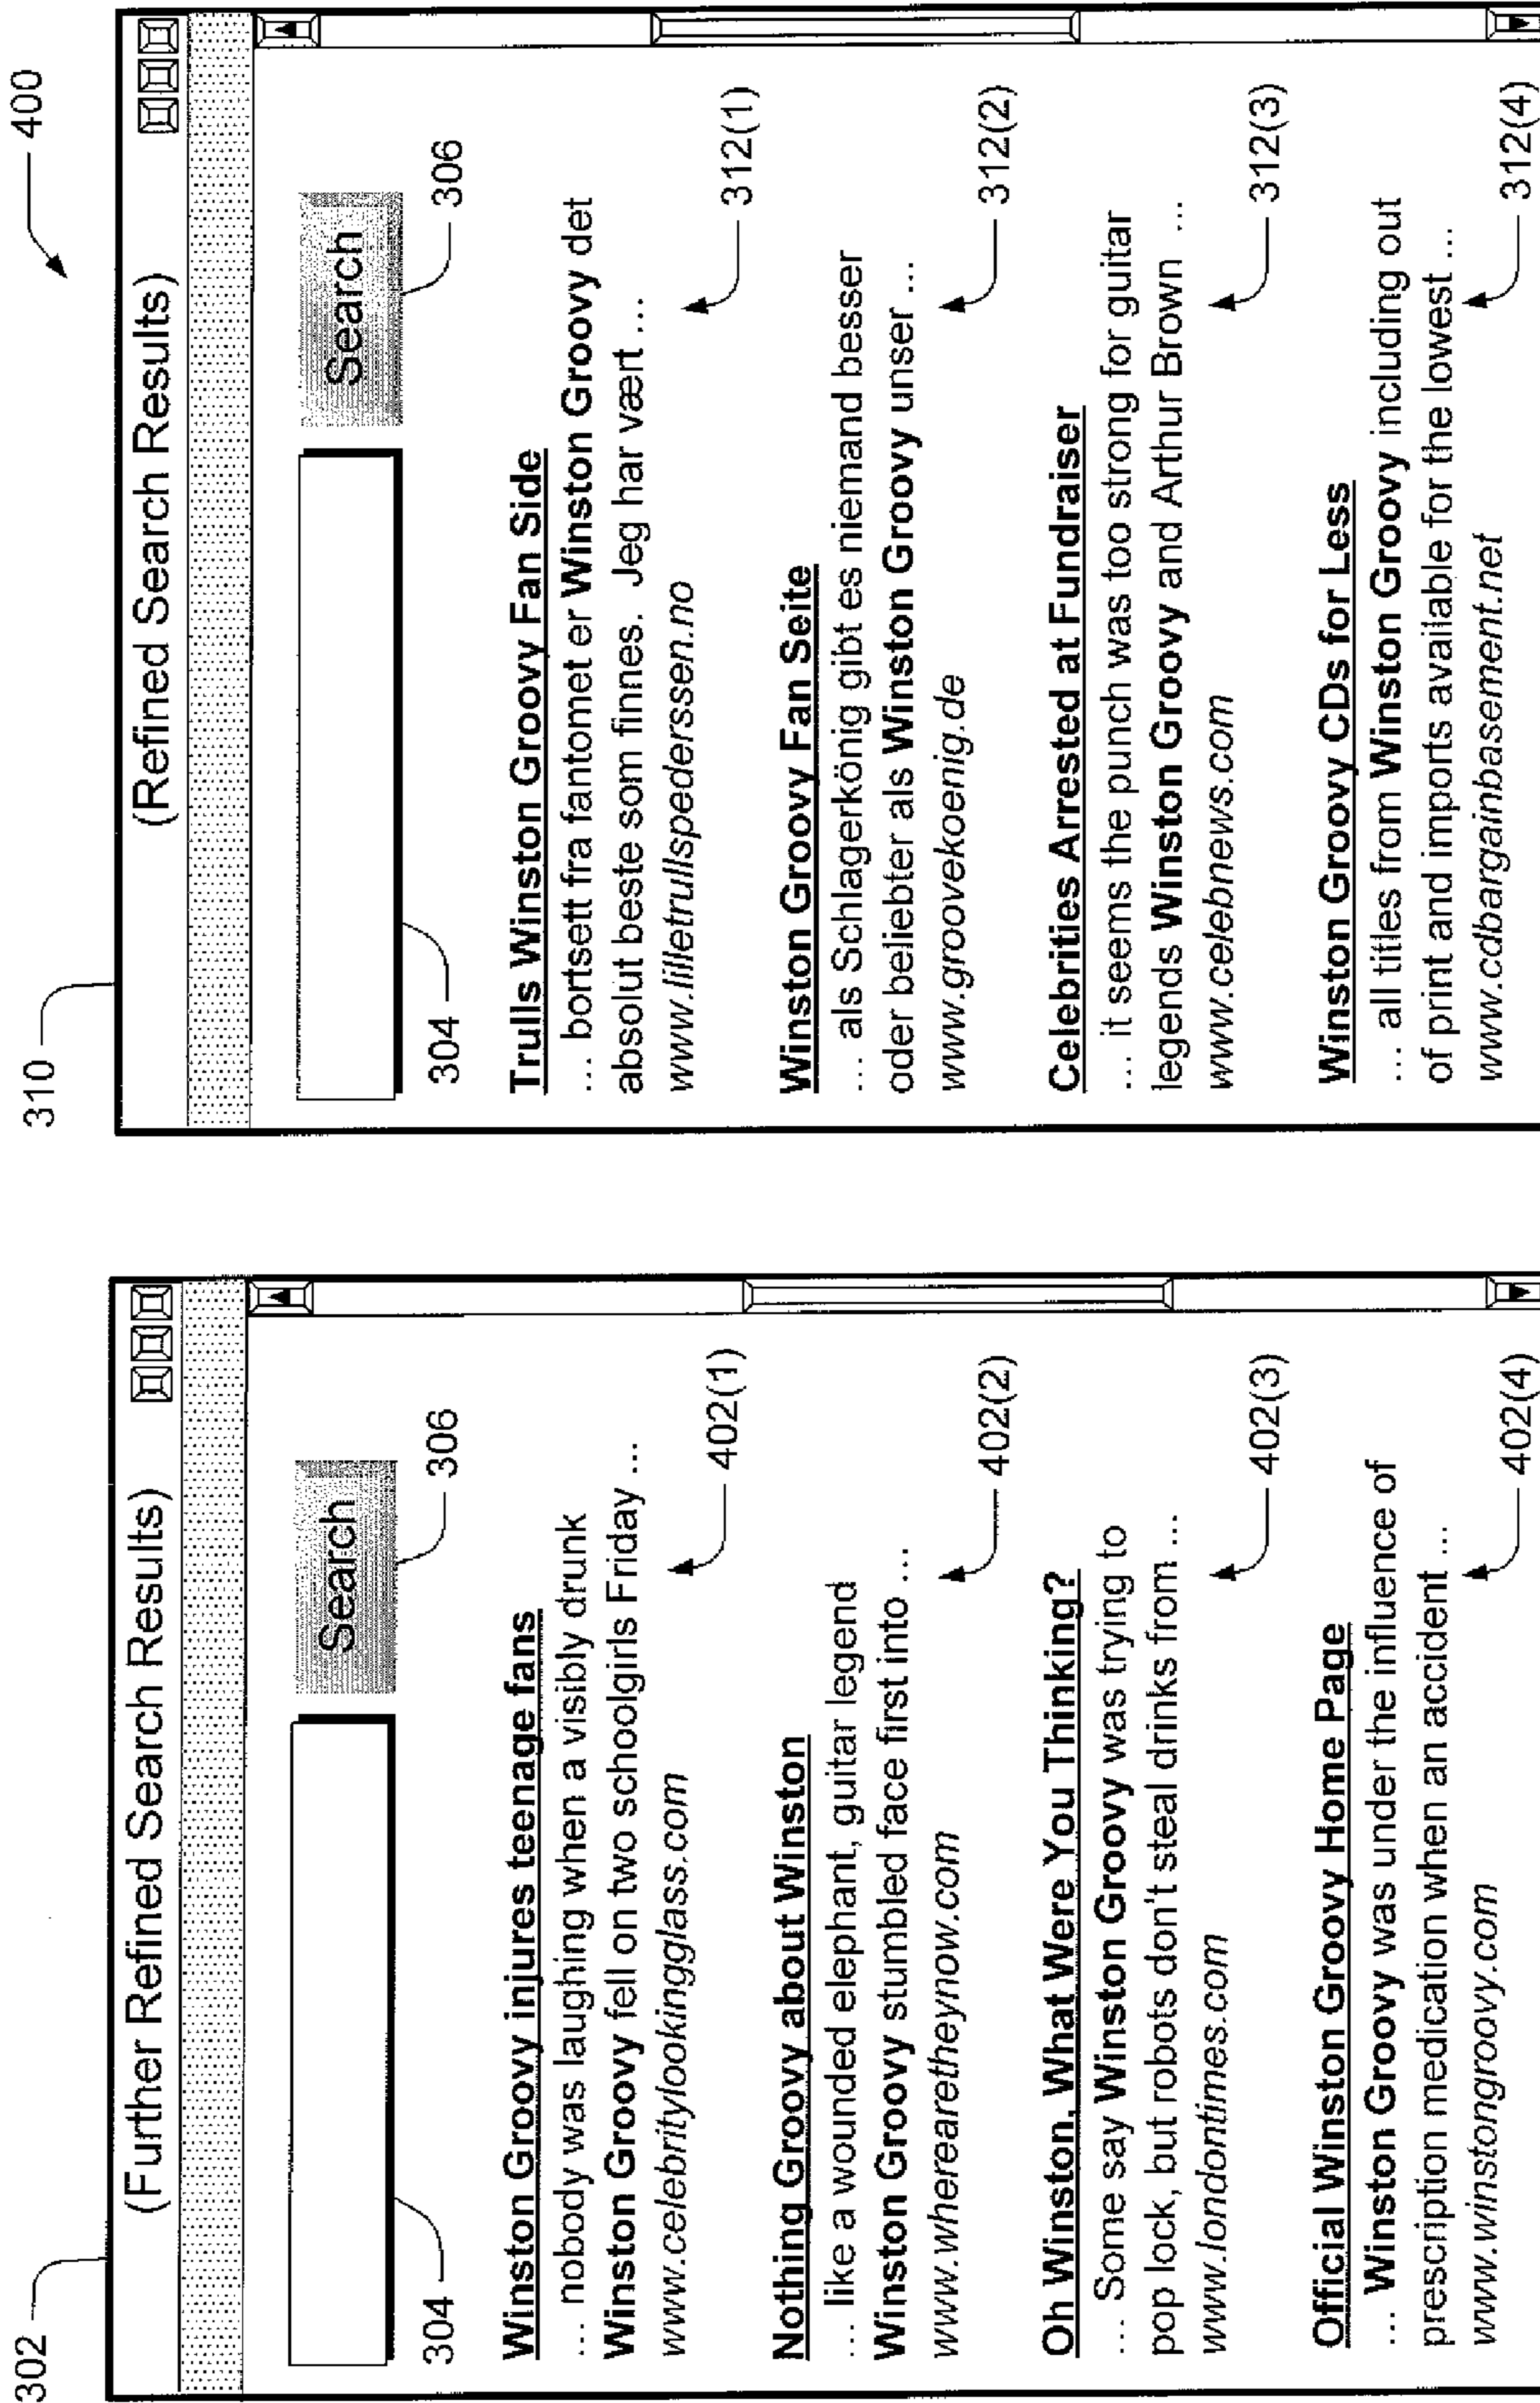 400
302
(Further Refined Search Results)
304
Search
306
Winston Groovy injures teenage fans
... nobody was laughing when a visibly drunk
Winston Groovy fell on two schoolgirls Friday ...
www.celebritylookingglass.com
402(1)
Nothing Groovy about Winston
... like a wounded elephant, guitar legend
Winston Groovy stumbled face first into ...
www.wherearetheynow.com
402(2)
Oh Winston, What Were You Thinking?
... Some say Winston Groovy was trying to
pop lock, but robots don't steal drinks from ...
www.londontimes.com
402(3)
Official Winston Groovy Home Page
... Winston Groovy was under the influence of
prescription medication when an accident ...
www.winstongroovy.com
402(4)
310
(Refined Search Results)
304
Search
306
Trulls Winston Groovy Fan Side
... bortsett fra fantomet er Winston Groovy det
absolut beste som finnes. Jeg har vært ...
www.lilletrullspederssen.no
312(1)
Winston Groovy Fan Seite
... als Schlagerkönig gibt es niemand besser
oder beliebter als Winston Groovy unser ...
www.groovekoenig.de
312(2)
Celebrities Arrested at Fundraiser
... it seems the punch was too strong for guitar
legends Winston Groovy and Arthur Brown ...
www.celebnews.com
312(3)
Winston Groovy CDs for Less
... all titles from Winston Groovy including out
of print and imports available for the lowest ...
www.cdbargainbasement.net
312(4)